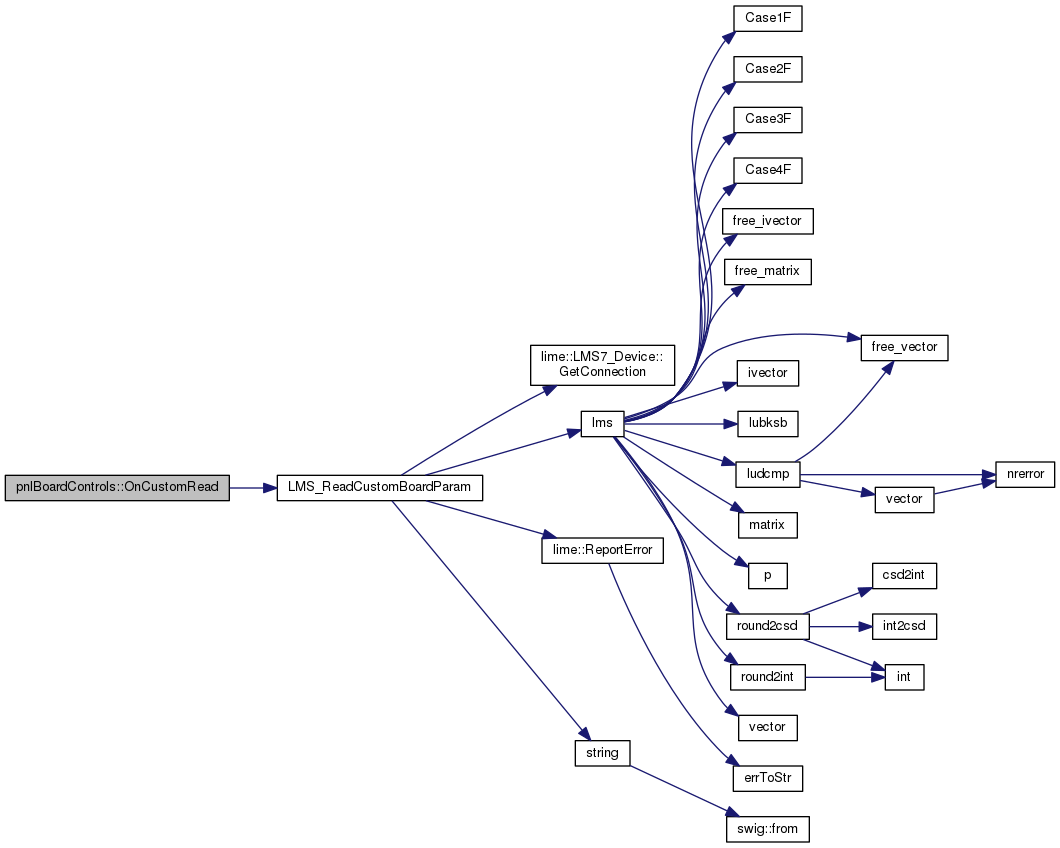 pnlBoardControls::OnCustomRead
LMS_ReadCustomBoardParam
lime::LMS7_Device::
GetConnection
lms
lime::ReportError
string
Case1F
Case2F
Case3F
Case4F
free_ivector
free_matrix
ivector
lubksb
ludcmp
matrix
p
round2csd
round2int
vector
errToStr
swig::from
free_vector
vector
csd2int
int2csd
int
nrerror